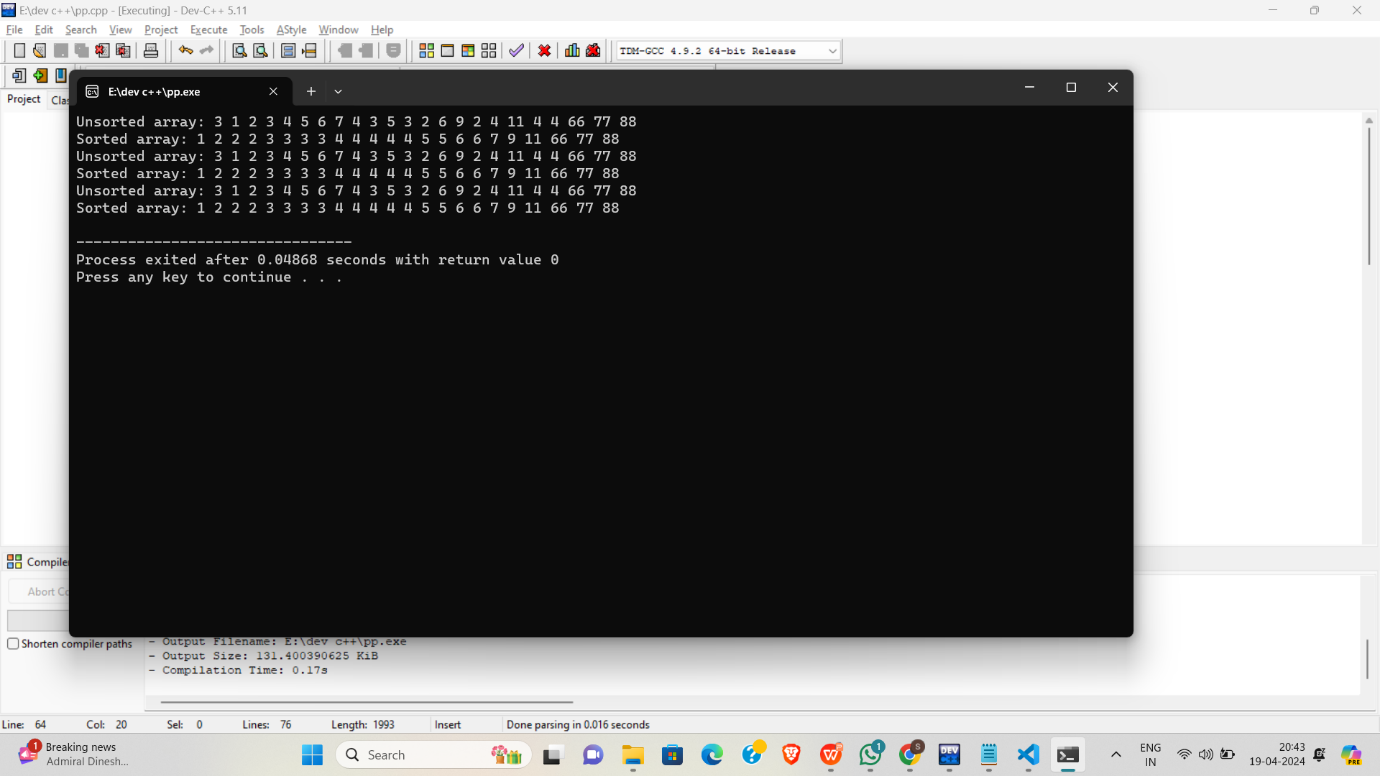 E:\dev c++\pp.cpp - [Executing] - Dev-C++ 5.11
File Edit Search View Project Execute Tools AStyle Window Help
TDM-GCC 4.9.2 64-bit Release
Project
E:\dev c++\pp.exe
Unsorted array: 3 1 2 3 4 5 6 7 4 3 5 3 2 6 9 2 4 11 4 4 66 77 88
Sorted array: 1 2 2 2 3 3 3 3 4 4 4 4 4 5 5 6 6 7 9 11 66 77 88
Unsorted array: 3 1 2 3 4 5 6 7 4 3 5 3 2 6 9 2 4 11 4 4 66 77 88
Sorted array: 1 2 2 2 3 3 3 3 4 4 4 4 4 5 5 6 6 7 9 11 66 77 88
Unsorted array: 3 1 2 3 4 5 6 7 4 3 5 3 2 6 9 2 4 11 4 4 66 77 88
Sorted array: 1 2 2 2 3 3 3 3 4 4 4 4 4 5 5 6 6 7 9 11 66 77 88
--------------------------------
Process exited after 0.04868 seconds with return value 0
Press any key to continue . . .
Compiler
Abort
Shorten compiler paths
- Output Filename: E:\dev c++\pp.exe
- Output Size: 131.400390625 KiB
- Compilation Time: 0.17s
Line: 64 Col: 20 Sel: 0 Lines: 76 Length: 1993 Insert Done parsing in 0.016 seconds
1
Breaking news
Admiral Dinesh...
Search
DEV
1
S
ENG
IN
20:43
19-04-2024
PRE